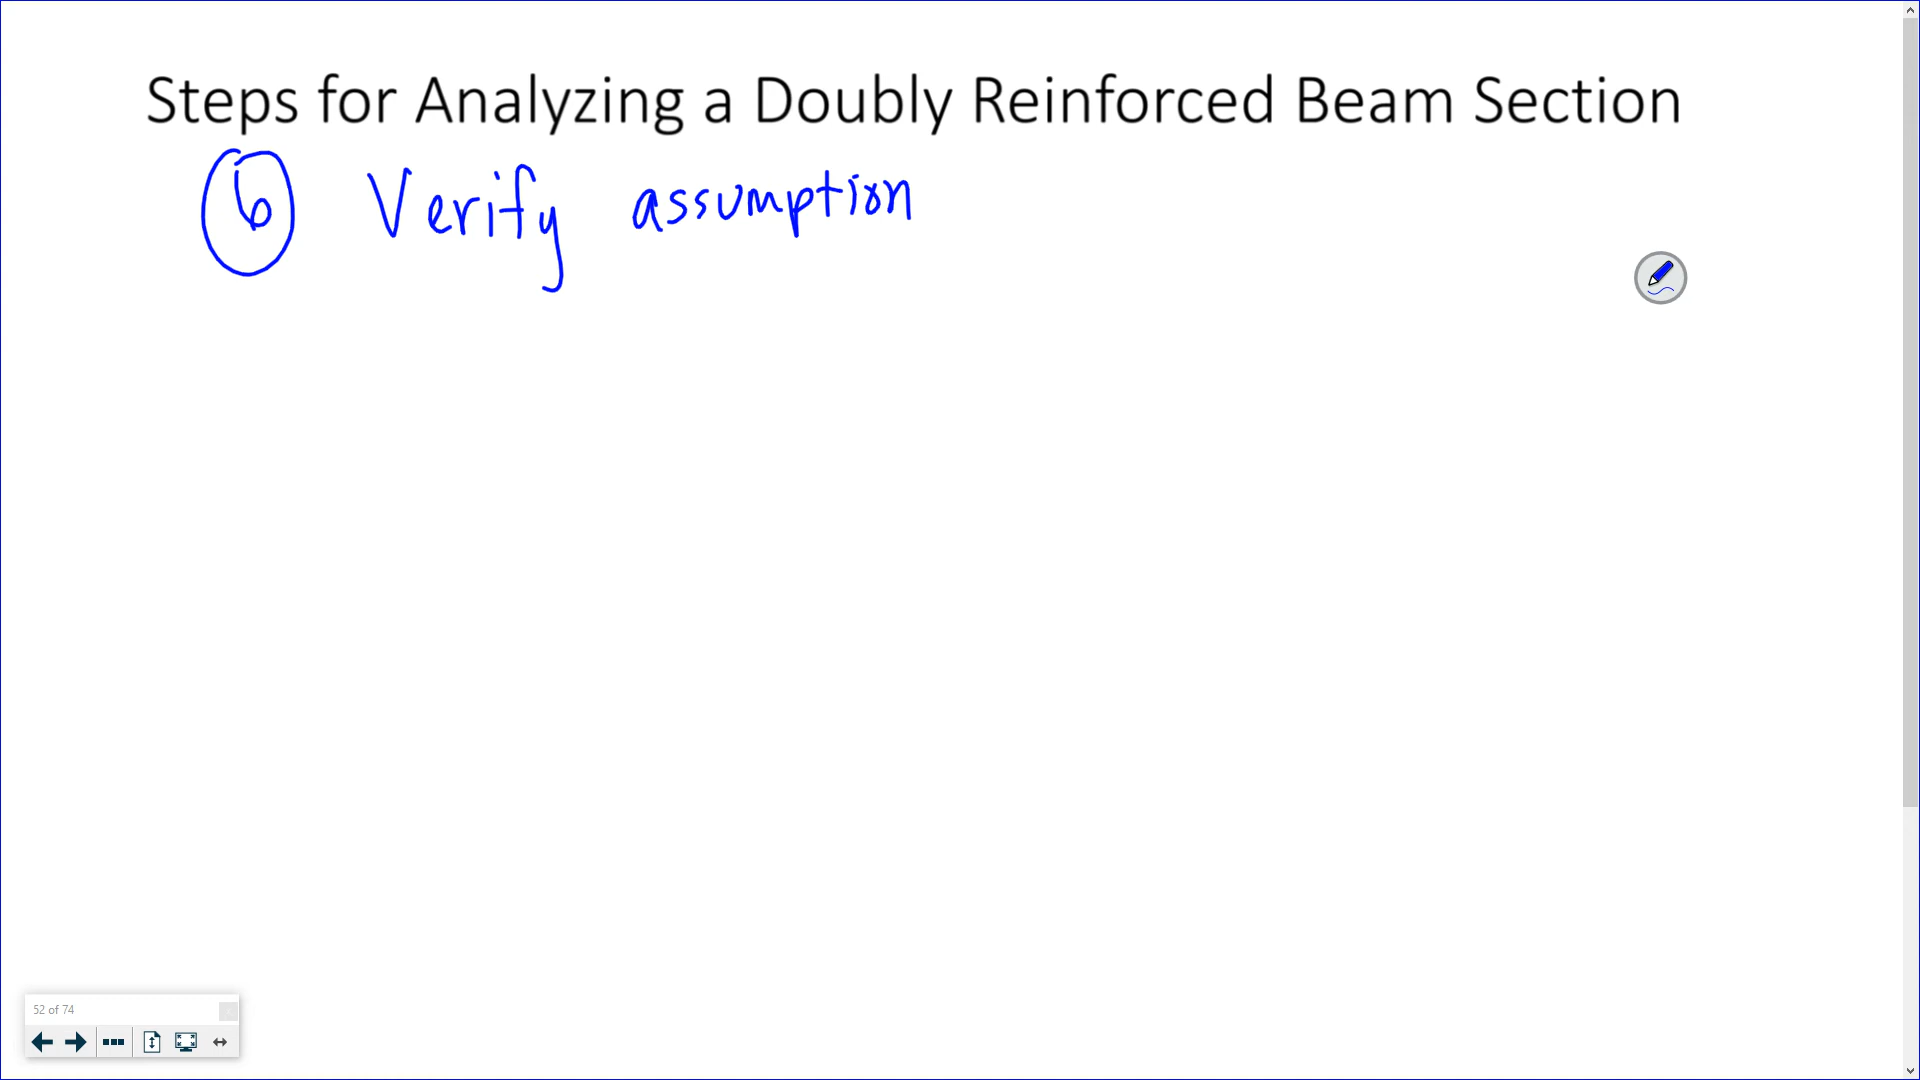 Steps for Analyzing a Doubly Reinforced Beam Section
6 Verify assumption
52 of 74